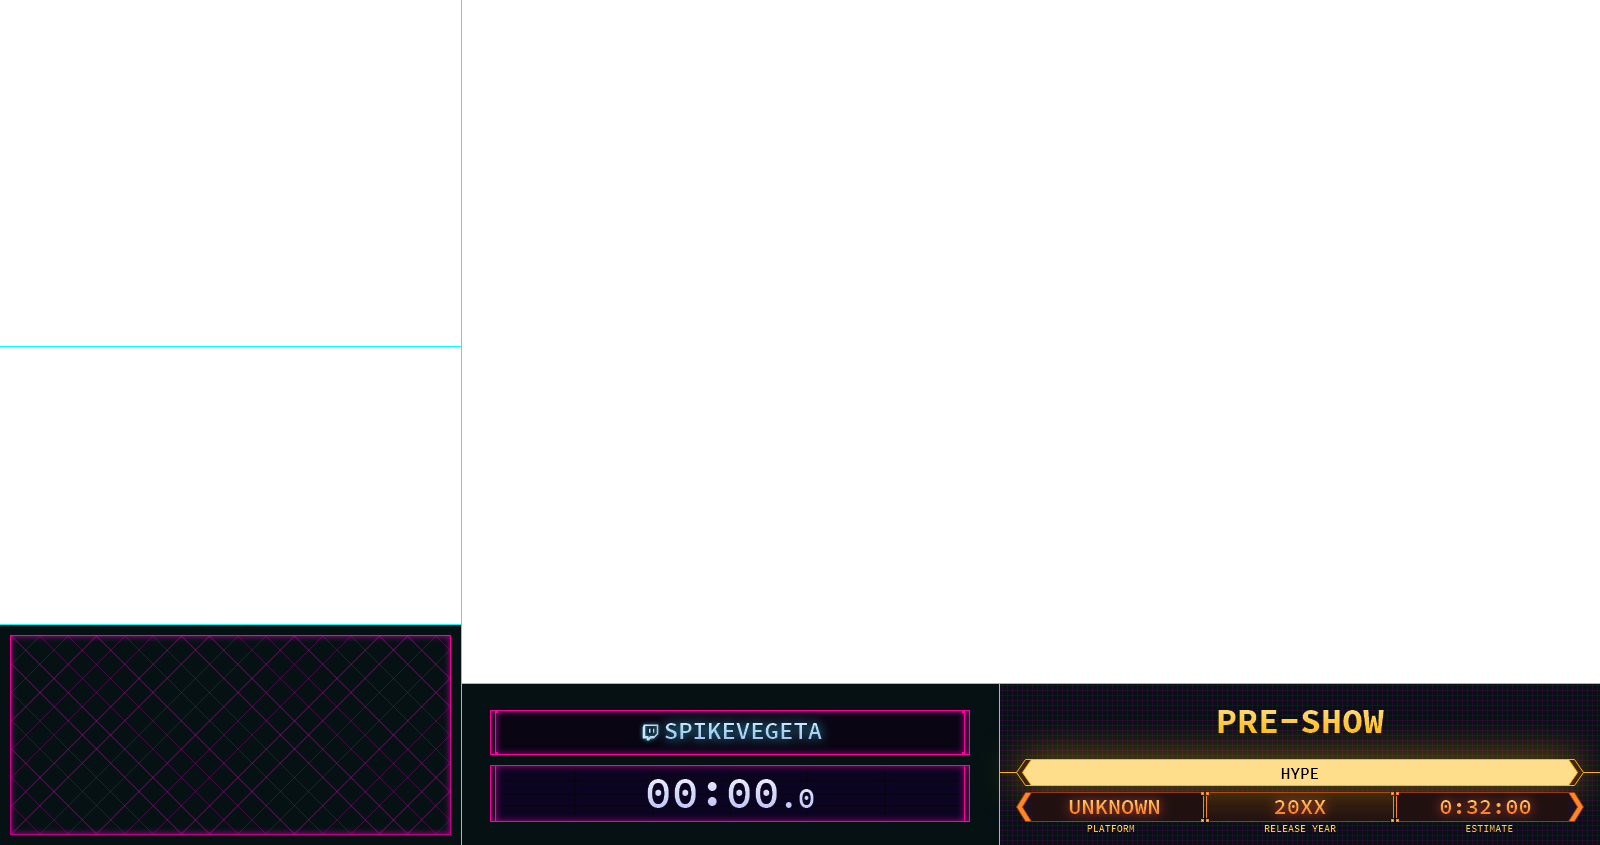 SPIKEVEGETA
00:00.0
PRE-SHOW
HYPE
UNKNOWN 20XX 0:32:00
PLATFORM RELEASE YEAR ESTIMATE